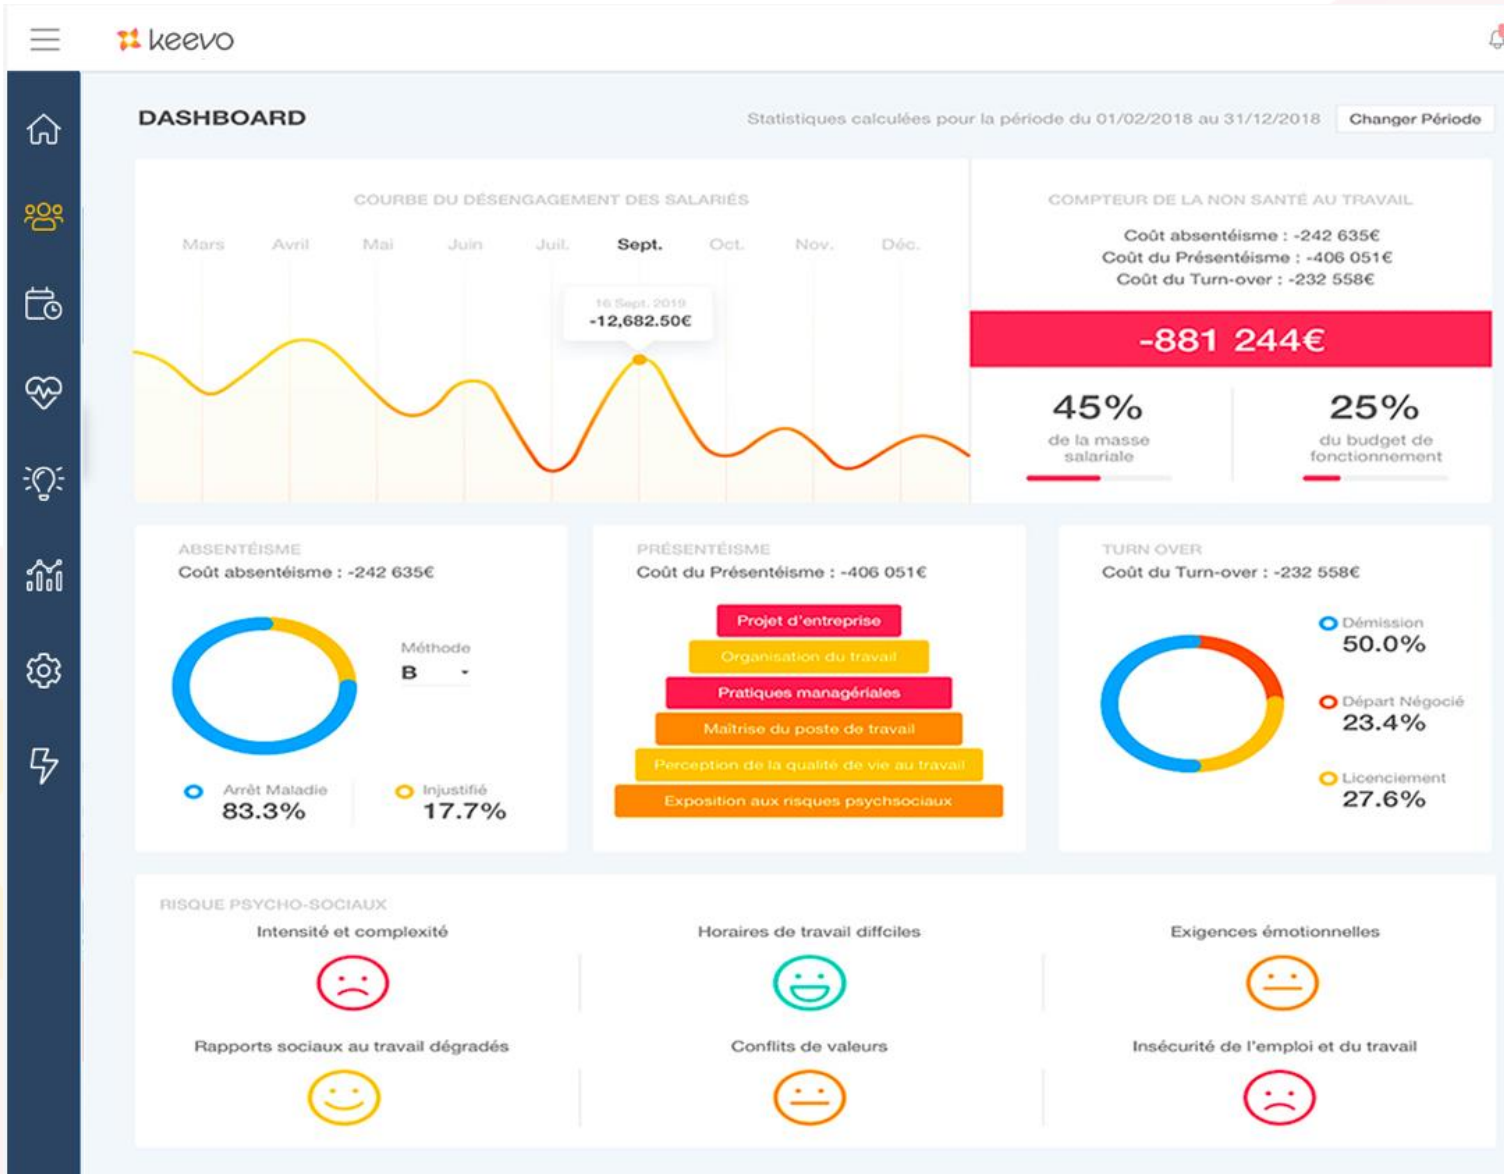 keevo
DASHBOARD
Statistiques calculées pour la période du 01/02/2018 au 31/12/2018
Changer Période
COURBE DU DÉSENGAGEMENT DES SALARIÉS
Mars Avril Mai Juin Juil. Sept. Oct. Nov. Déc.
16 Sept. 2019
-12,682.50€
COMPTEUR DE LA NON SANTÉ AU TRAVAIL
Coût absentéisme : -242 635€
Coût du Présentéisme : -406 051€
Coût du Turn-over : -232 558€
-881 244€
45%
de la masse
salariale
25%
du budget de
fonctionnement
ABSENTÉISME
Coût absentéisme : -242 635€
Méthode
B
Arrêt Maladie
83.3%
Injustifié
17.7%
PRÉSENTÉISME
Coût du Présentéisme : -406 051€
Projet d'entreprise
Organisation du travail
Pratiques managériales
Maîtrise du poste de travail
Perception de la qualité de vie au travail
Exposition aux risques psychsociaux
TURN OVER
Coût du Turn-over : -232 558€
Démission
50.0%
Départ Négocié
23.4%
Licenciement
27.6%
RISQUE PSYCHO-SOCIAUX
Intensité et complexité
Horaires de travail diffciles
Exigences émotionnelles
Rapports sociaux au travail dégradés
Conflits de valeurs
Insécurité de l'emploi et du travail